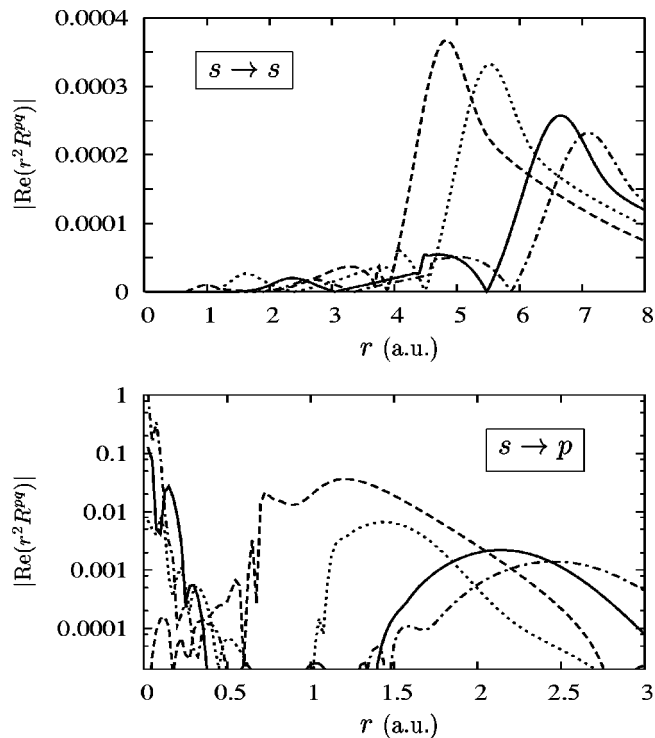 0.0004
0.0003
0.0002
0.0001
0
|Re(r²R^{pq})|
s → s
0 1 2 3 4 5 6 7 8
r (a.u.)
1
0.1
0.01
0.001
0.0001
|Re(r²R^{pq})|
s → p
0 0.5 1 1.5 2 2.5 3
r (a.u.)